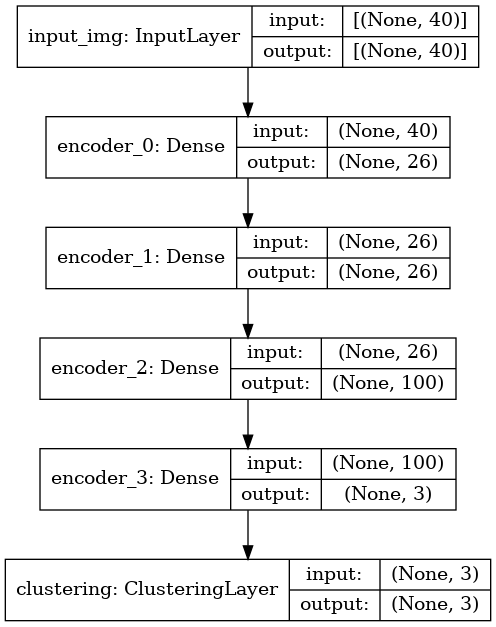 input_img: InputLayer
input:
[(None, 40)]
output:
[(None, 40)]
encoder_0: Dense
input:
(None, 40)
output:
(None, 26)
encoder_1: Dense
input:
(None, 26)
output:
(None, 26)
encoder_2: Dense
input:
(None, 26)
output:
(None, 100)
encoder_3: Dense
input:
(None, 100)
output:
(None, 3)
clustering: ClusteringLayer
input:
(None, 3)
output:
(None, 3)